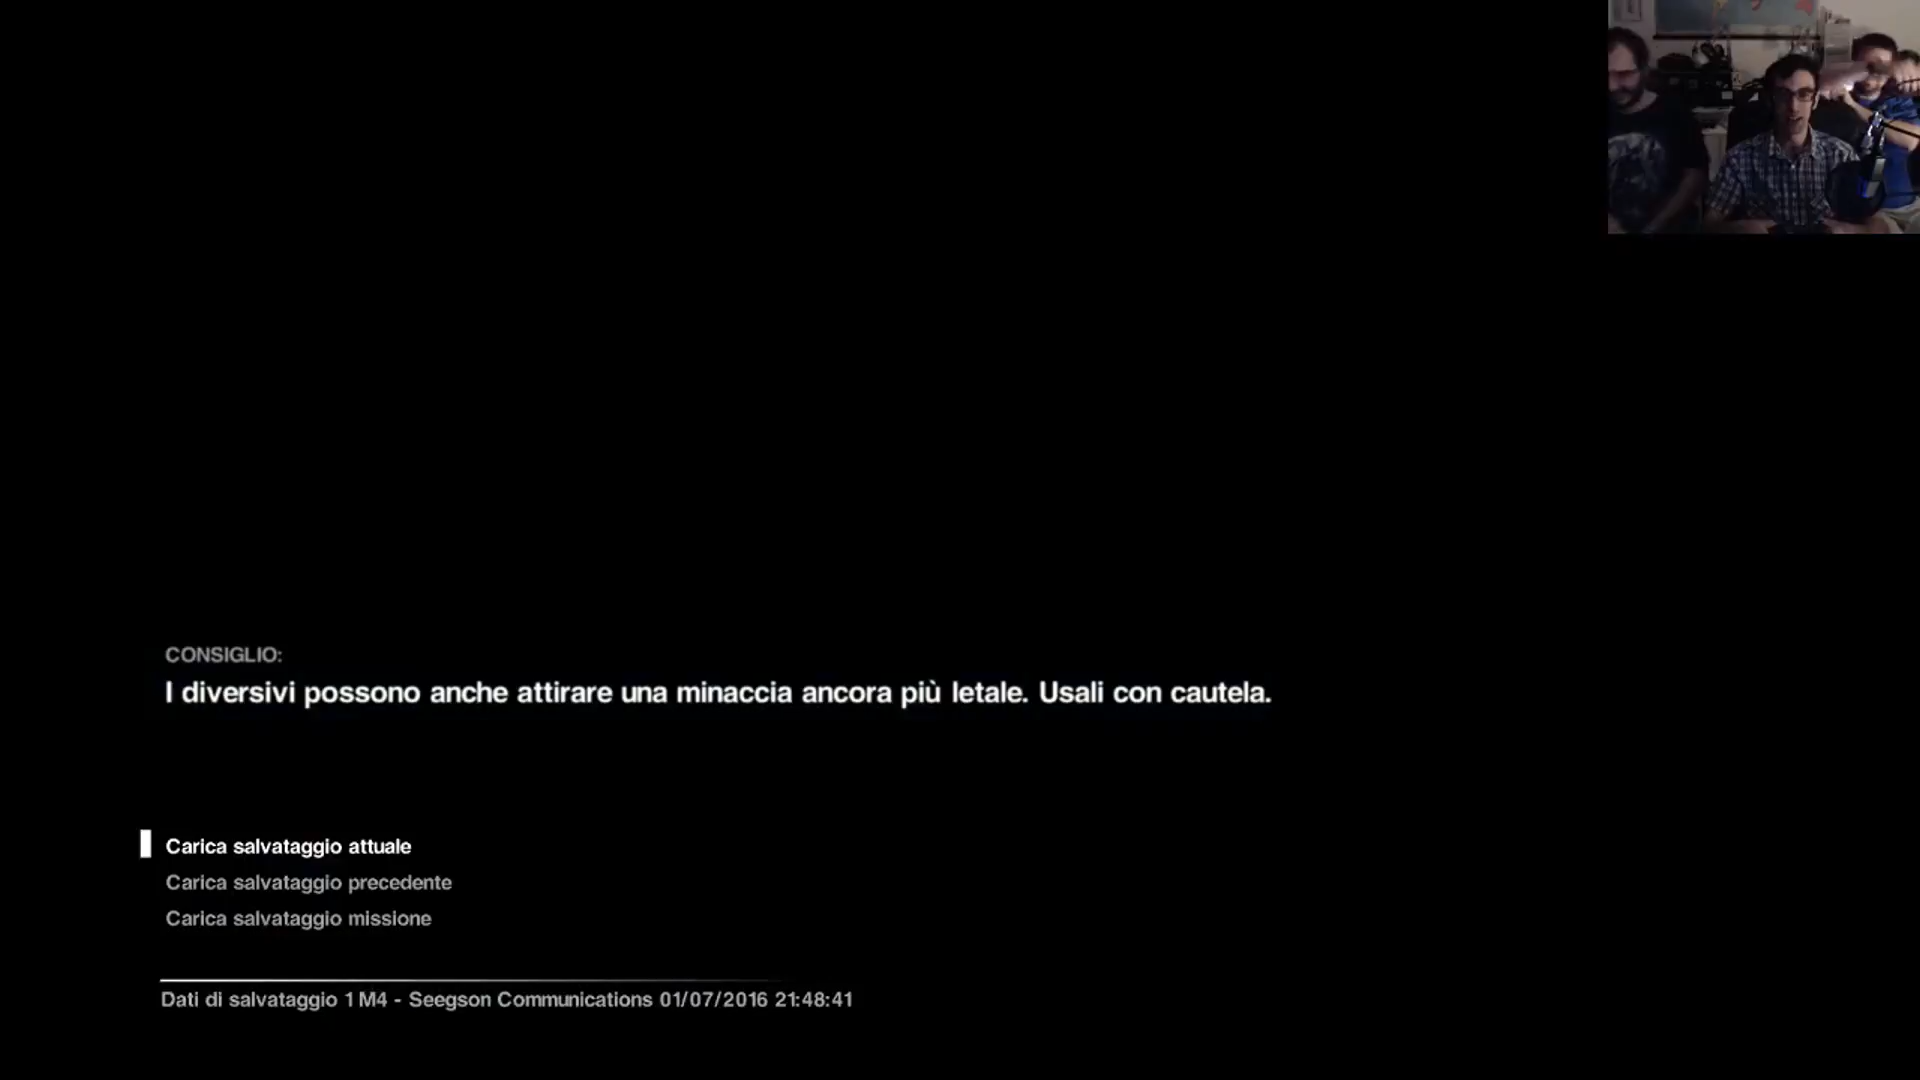 CONSIGLIO:
I diversivi possono anche attirare una minaccia ancora più letale. Usali con cautela.
Carica salvataggio attuale
Carica salvataggio precedente
Carica salvataggio missione
Dati di salvataggio 1 M4 - Seegson Communications 01/07/2016 21:48:41